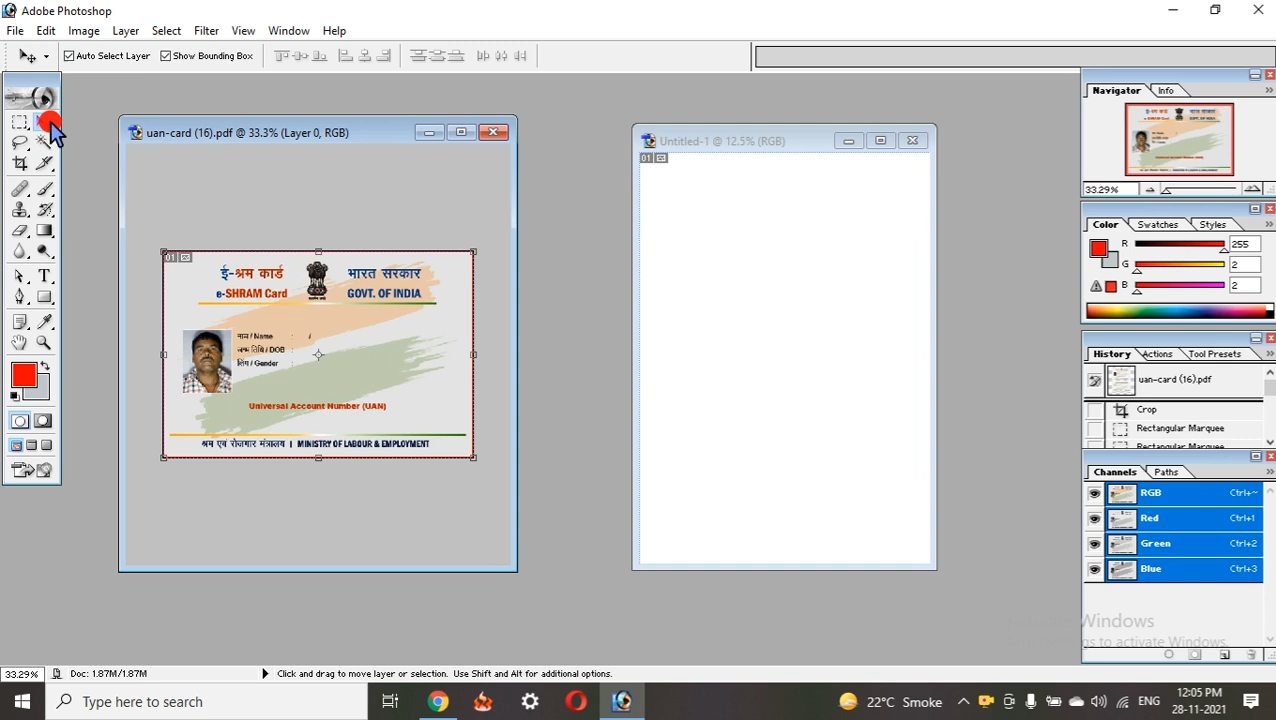 Adobe Photoshop
File Edit Image Layer Select Filter View Window Help
Auto Select Layer Show Bounding Box
uan-card (16).pdf @ 33.3% (Layer 0, RGB)
01
ई-श्रम कार्ड भारत सरकार
e-SHRAM Card GOVT. OF INDIA
नाम / Name : /
जन्म तिथि / DOB :
लिंग / Gender :
Universal Account Number (UAN)
श्रम एवं रोजगार मंत्रालय | MINISTRY OF LABOUR & EMPLOYMENT
Untitled-1 @ 12.5% (RGB)
01
Navigator Info
33.29%
Color Swatches Styles
R 255
G 2
B 2
History Actions Tool Presets
uan-card (16).pdf
Crop
Rectangular Marquee
Channels Paths
RGB Ctrl+~
Red Ctrl+1
Green Ctrl+2
Blue Ctrl+3
33.29% Doc: 1.87M/1.87M Click and drag to move layer or selection. Use Shift and Alt for additional options.
Type here to search
22°C Smoke
ENG
12:05 PM
28-11-2021